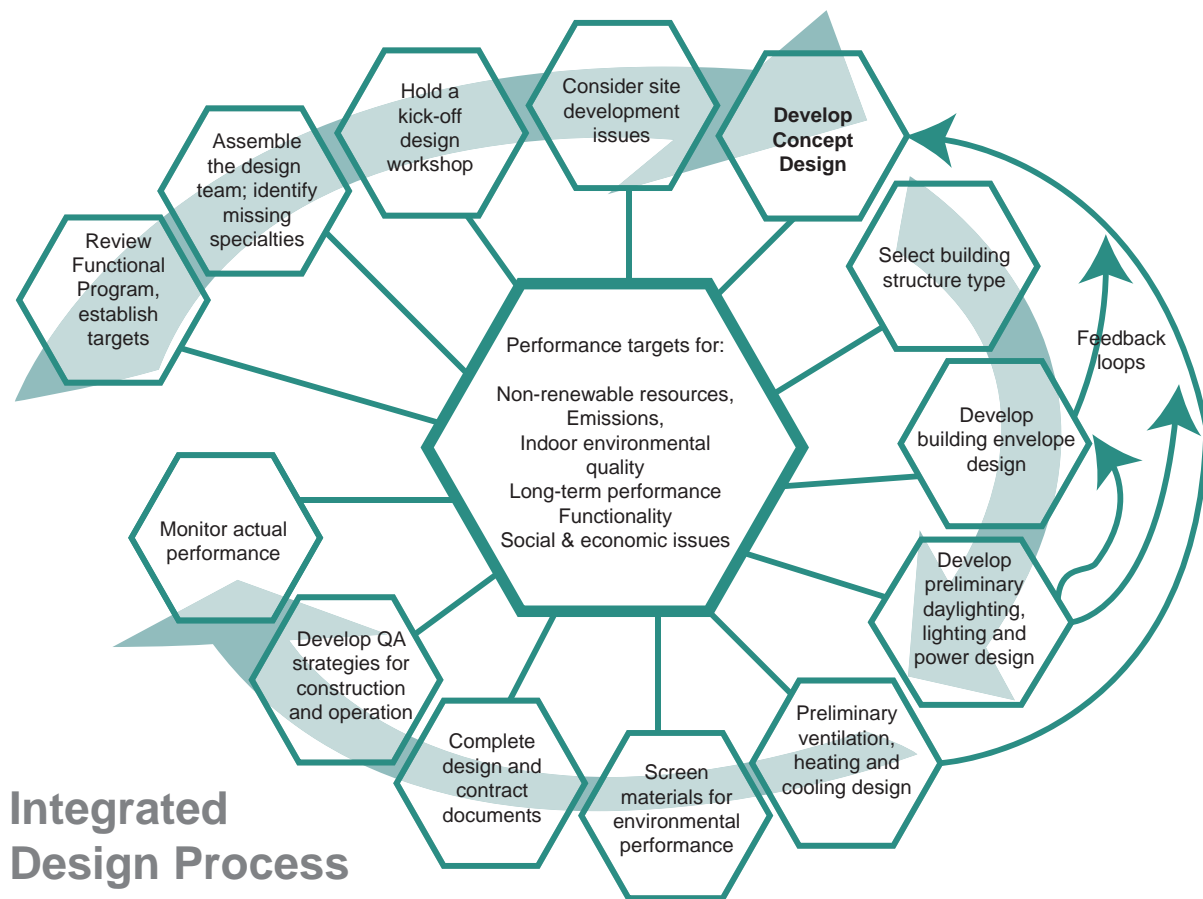 Review
Functional
Program,
establish
targets
Assemble
the design
team; identify
missing
specialties
Hold a
kick-off
design
workshop
Consider site
development
issues
Develop
Concept
Design
Select building
structure type
Feedback
loops
Develop
building envelope
design
Develop
preliminary
daylighting,
lighting and
power design
Preliminary
ventilation,
heating and
cooling design
Screen
materials for
environmental
performance
Complete
design and
contract
documents
Develop QA
strategies for
construction
and operation
Monitor actual
performance
Performance targets for:
Non-renewable resources,
Emissions,
Indoor environmental
quality
Long-term performance
Functionality
Social & economic issues
Integrated
Design Process